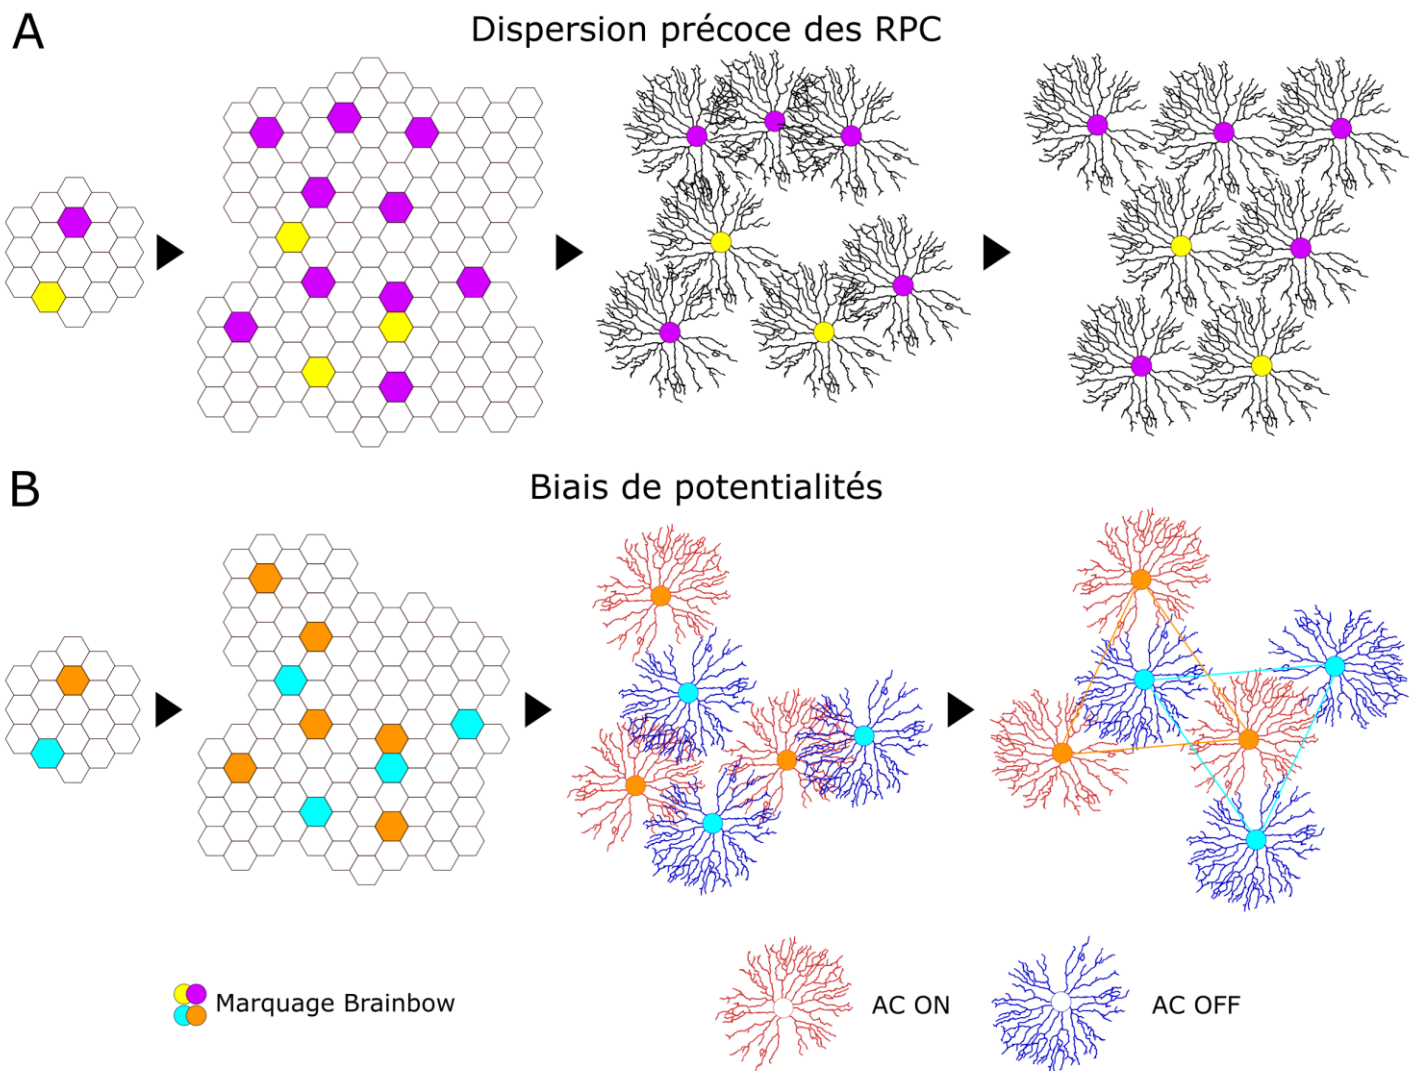 A
Dispersion précoce des RPC
B
Biais de potentialités
Marquage Brainbow
AC ON
AC OFF